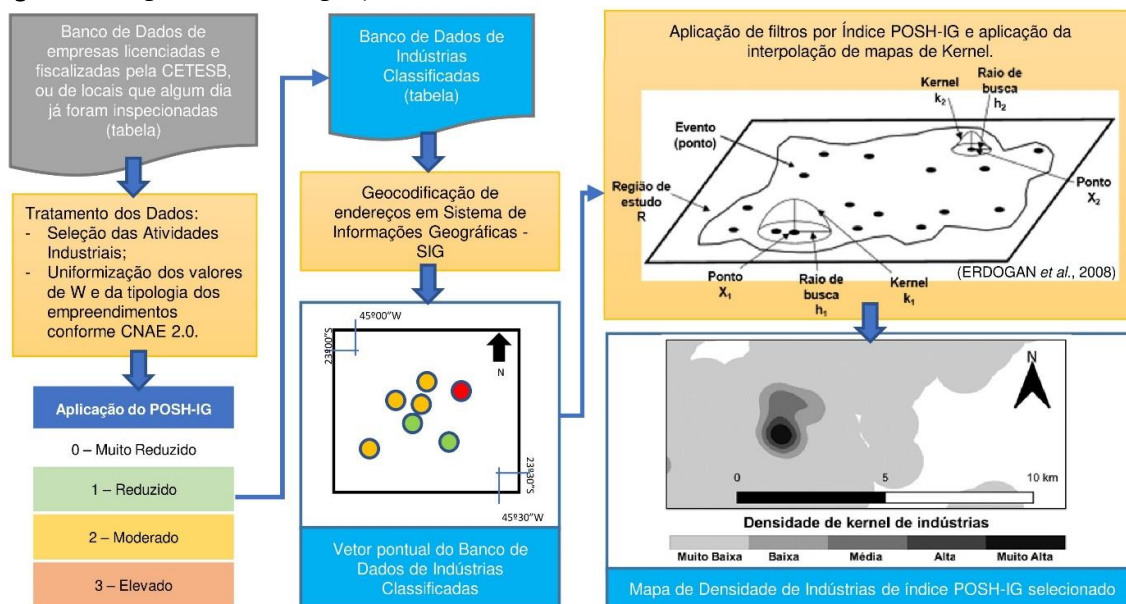 Banco de Dados de
empresas licenciadas e
fiscalizadas pela CETESB,
ou de locais que algum dia
já foram inspecionadas
(tabela)
Tratamento dos Dados:
- Seleção das Atividades
Industriais;
- Uniformização dos valores
de W e da tipologia dos
empreendimentos
conforme CNAE 2.0.
Aplicação do POSH-IG
0 – Muito Reduzido
1 – Reduzido
2 – Moderado
3 – Elevado
Banco de Dados de
Indústrias
Classificadas
(tabela)
Geocodificação de
endereços em Sistema de
Informações Geográficas -
SIG
45º00"W
23º00"S
N
23º30"S
45º30"W
Vetor pontual do Banco de
Dados de Indústrias
Classificadas
Aplicação de filtros por Índice POSH-IG e aplicação da
interpolação de mapas de Kernel.
Kernel
k2
Raio de
busca
h2
Evento
(ponto)
Região de
estudo
R
Ponto
X2
Ponto
X1
Raio de
busca
h1
Kernel
k1
(ERDOGAN et al., 2008)
N
0 5 10 km
Densidade de kernel de indústrias
Muito Baixa Baixa Média Alta Muito Alta
Mapa de Densidade de Indústrias de índice POSH-IG selecionado